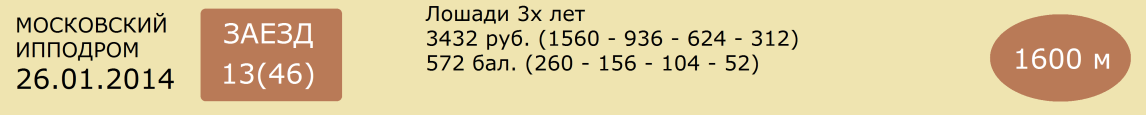 МОСКОВСКИЙ
ИППОДРОМ
26.01.2014
ЗАЕЗД
13(46)
Лошади 3х лет
3432 руб. (1560 - 936 - 624 - 312)
572 бал. (260 - 156 - 104 - 52)
1600 м